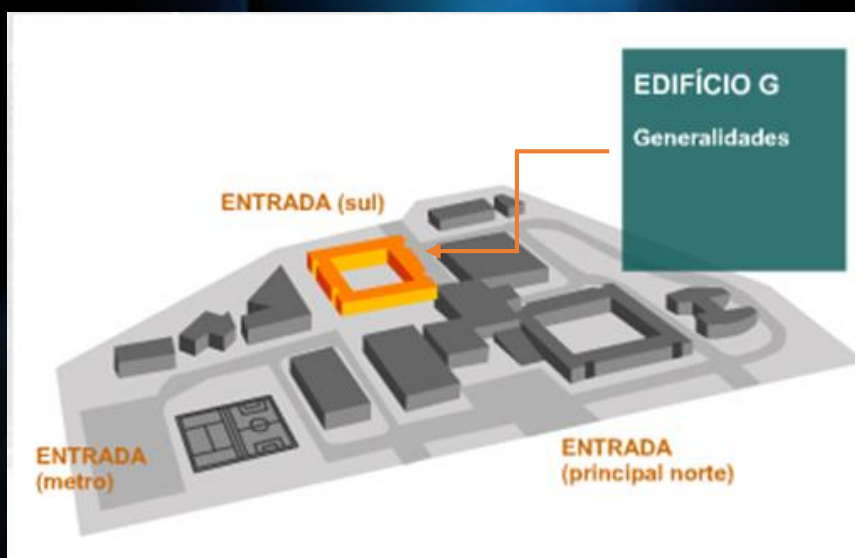 EDIFÍCIO G
Generalidades
ENTRADA (sul)
ENTRADA
(metro)
ENTRADA
(principal norte)